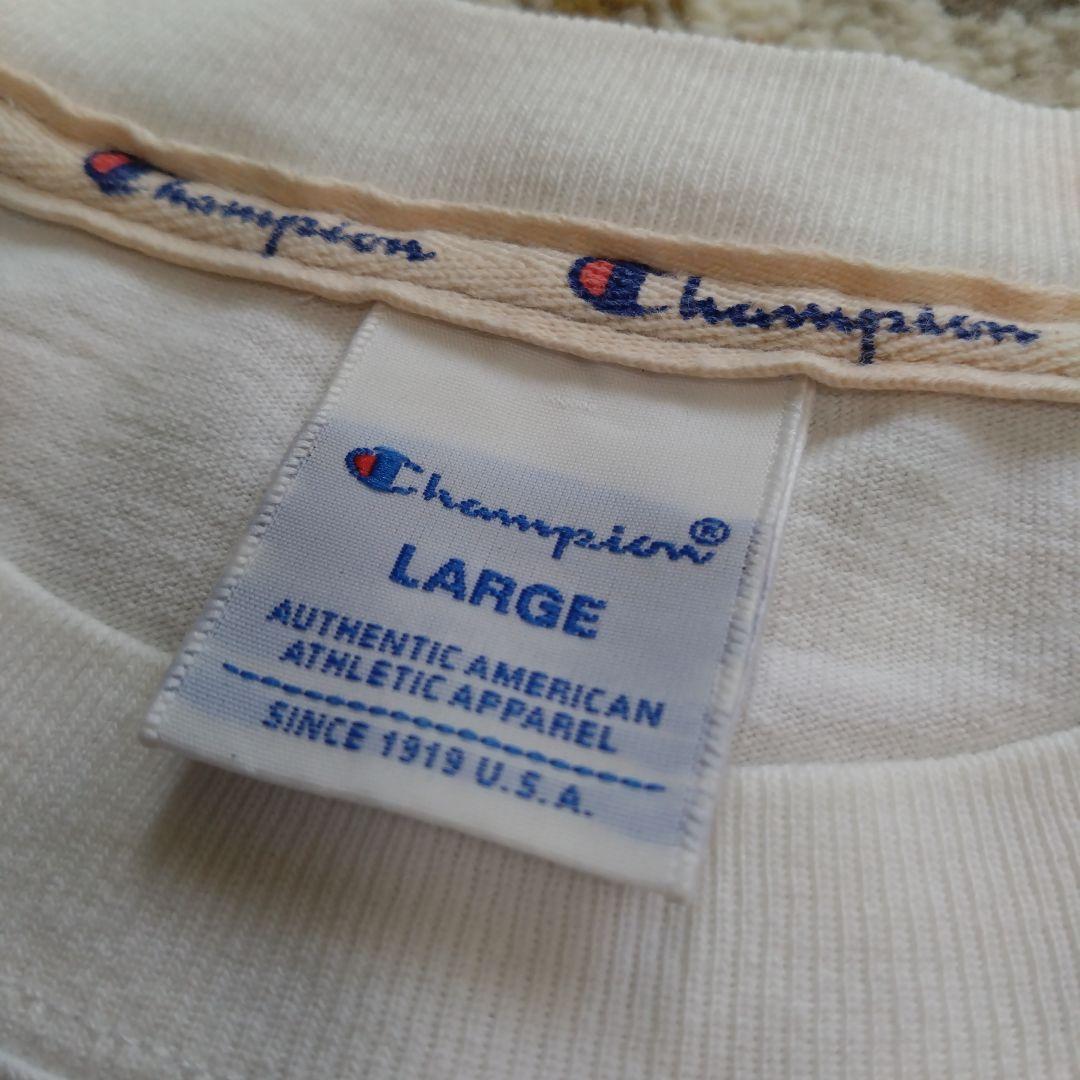 Champion Champion
Champion®
LARGE
AUTHENTIC AMERICAN
ATHLETIC APPAREL
SINCE 1919 U.S.A.